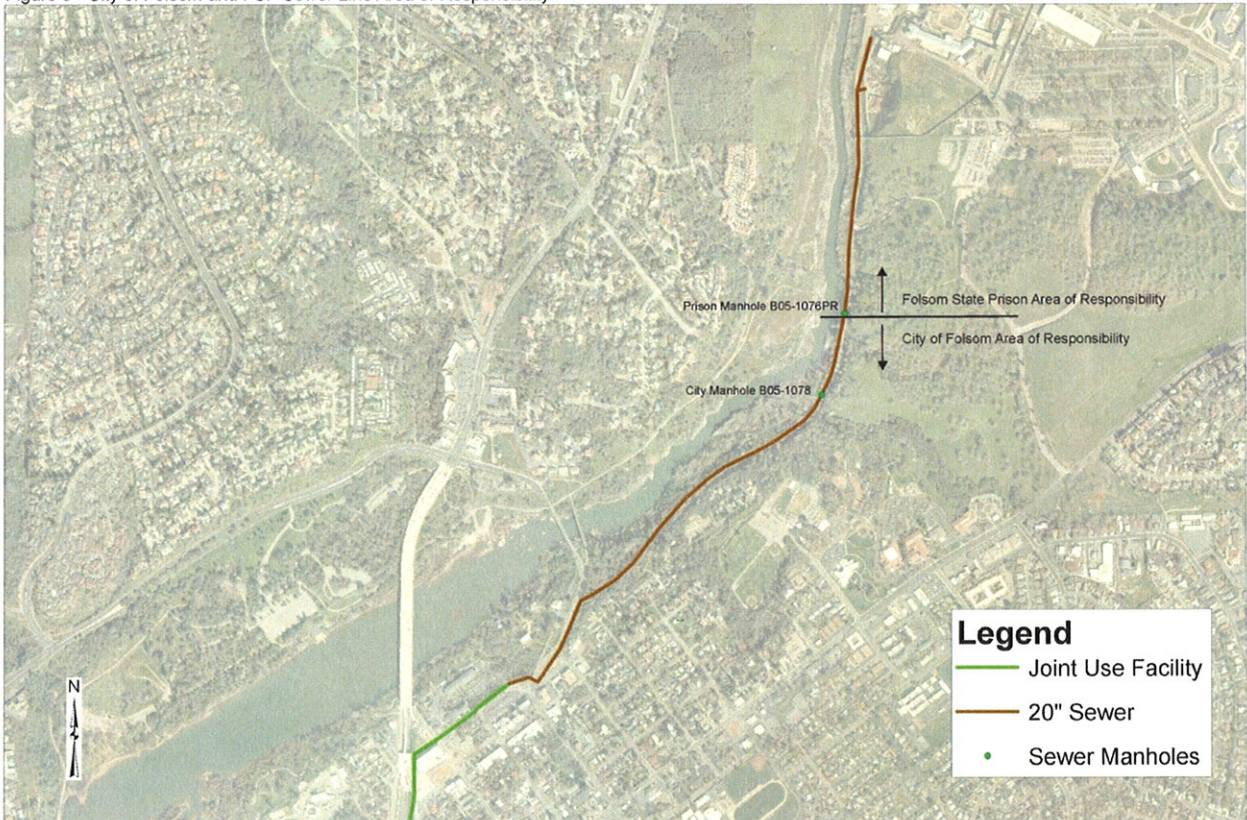 Prison Manhole B05-1076PR
Folsom State Prison Area of Responsibility
City of Folsom Area of Responsibility
City Manhole B05-1078
N
Legend
Joint Use Facility
20" Sewer
Sewer Manholes